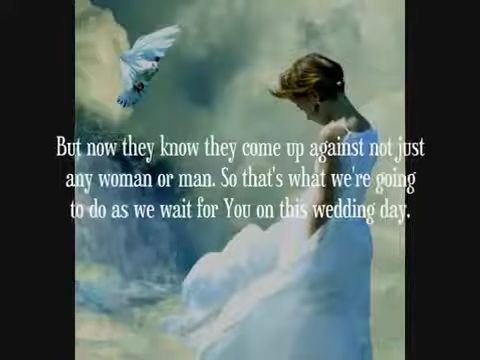 But now they know they come up against not just
any woman or man. So that's what we're going
to do as we wait for You on this wedding day.